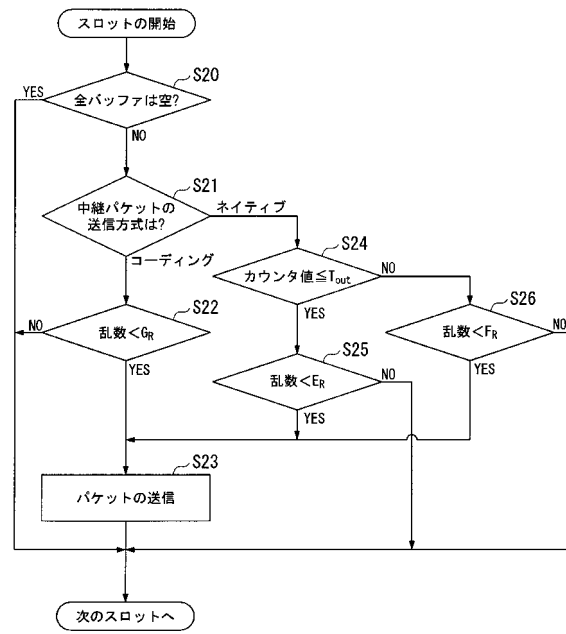 スロットの開始
S20
全バッファは空?
YES
NO
S21
中継パケットの
送信方式は?
ネイティブ
コーディング
S24
カウンタ値≦Tout
NO
YES
S22
乱数<GR
NO
YES
S26
乱数<FR
NO
YES
S25
乱数<ER
NO
YES
S23
パケットの送信
次のスロットへ